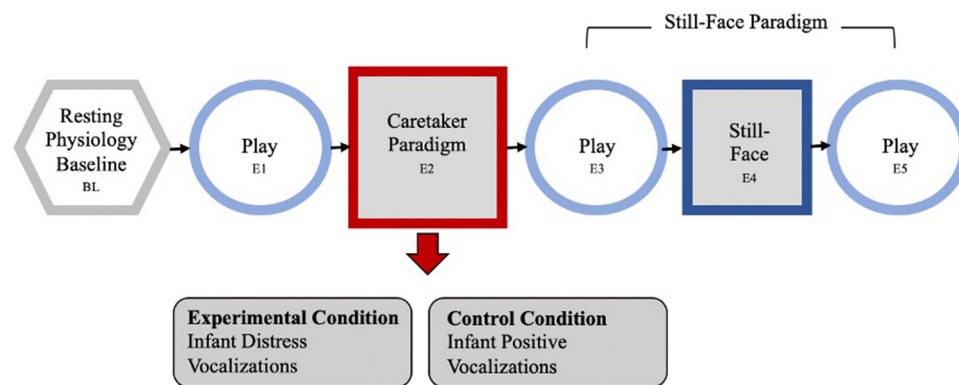 Still-Face Paradigm
Resting
Physiology
Baseline
BL
Play
E1
Caretaker
Paradigm
E2
Play
E3
Still-
Face
E4
Play
E5
Experimental Condition
Infant Distress
Vocalizations
Control Condition
Infant Positive
Vocalizations